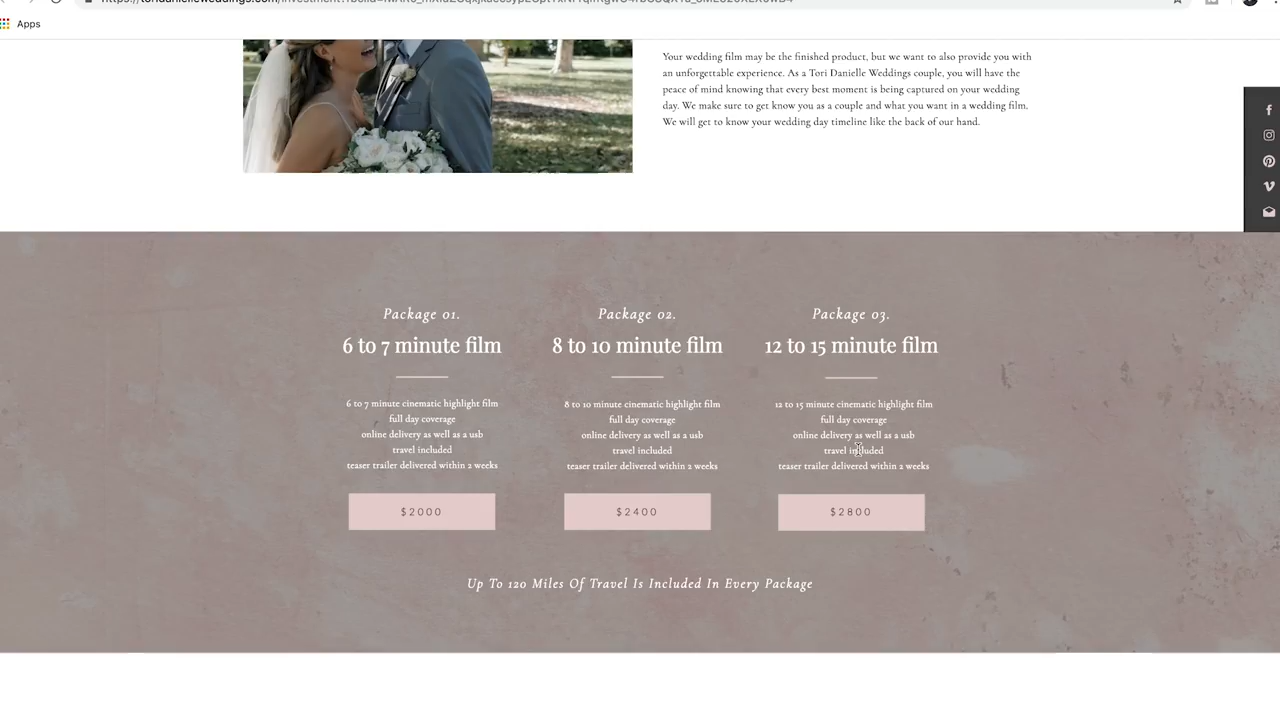 Apps
Your wedding film may be the finished product, but we want to also provide you with
an unforgettable experience. As a Tori Danielle Weddings couple, you will have the
peace of mind knowing that every best moment is being captured on your wedding
day. We make sure to get know you as a couple and what you want in a wedding film.
We will get to know your wedding day timeline like the back of our hand.
Package 01.
6 to 7 minute film
6 to 7 minute cinematic highlight film
full day coverage
online delivery as well as a usb
travel included
teaser trailer delivered within 2 weeks
$2000
Package 02.
8 to 10 minute film
8 to 10 minute cinematic highlight film
full day coverage
online delivery as well as a usb
travel included
teaser trailer delivered within 2 weeks
$2400
Package 03.
12 to 15 minute film
12 to 15 minute cinematic highlight film
full day coverage
online delivery as well as a usb
travel included
teaser trailer delivered within 2 weeks
$2800
Up To 120 Miles Of Travel Is Included In Every Package